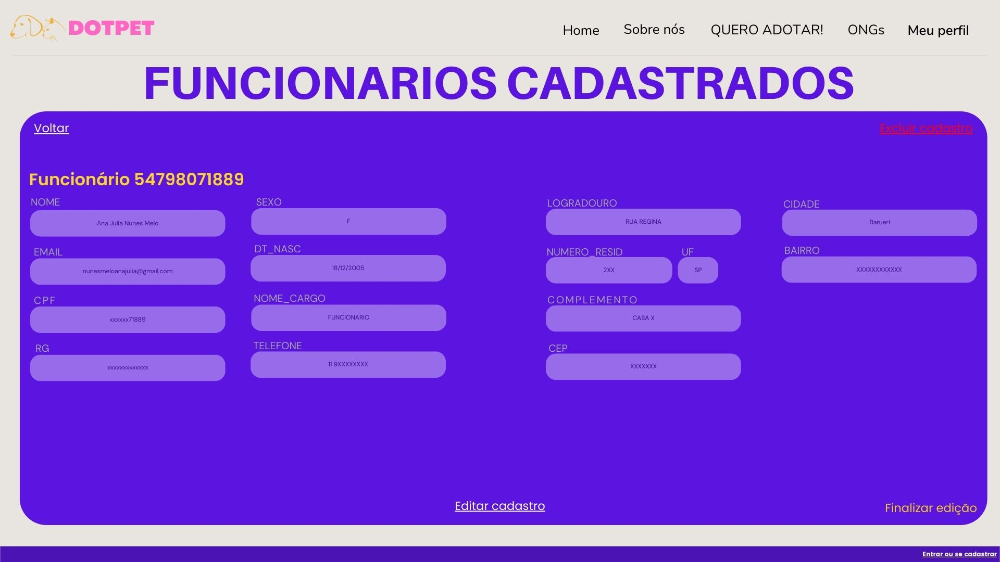 DOTPET
Home Sobre nós QUERO ADOTAR! ONGs Meu perfil
FUNCIONARIOS CADASTRADOS
Voltar Excluir cadastro
Funcionário 54798071889
NOME SEXO LOGRADOURO CIDADE
Ana Julia Nunes Melo F RUA REGINA Barueri
EMAIL DT_NASC NUMERO_RESID UF BAIRRO
nunesmeloanajulia@gmail.com 18/12/2005 2XX SP XXXXXXXXXXXX
CPF NOME_CARGO COMPLEMENTO
xxxxxx71889 FUNCIONARIO CASA X
RG TELEFONE CEP
xxxxxxxxxxxxx 11 9XXXXXXXX XXXXXXX
Editar cadastro Finalizar edição
Entrar ou se cadastrar